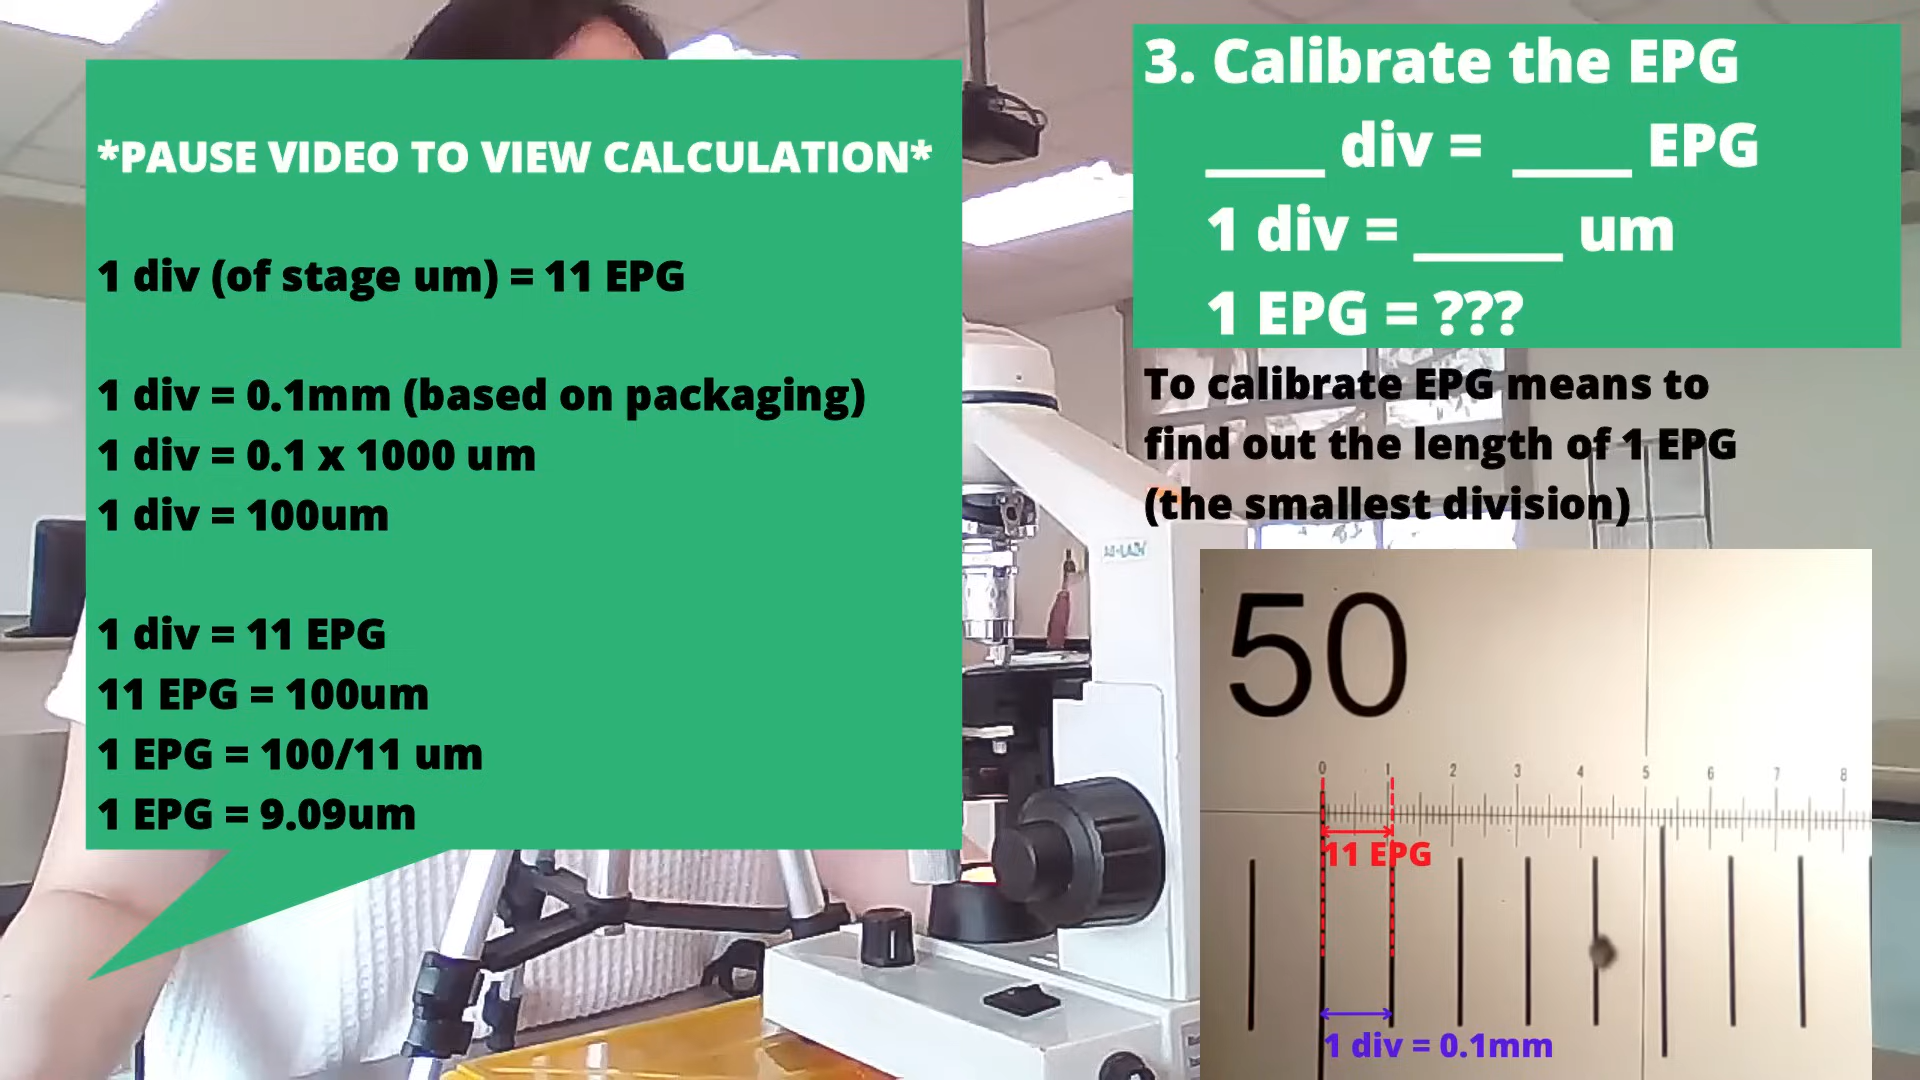 *PAUSE VIDEO TO VIEW CALCULATION*
1 div (of stage um) = 11 EPG
1 div = 0.1mm (based on packaging)
1 div = 0.1 x 1000 um
1 div = 100um
1 div = 11 EPG
11 EPG = 100um
1 EPG = 100/11 um
1 EPG = 9.09um
3. Calibrate the EPG
____ div = ____ EPG
1 div = _____ um
1 EPG = ???
To calibrate EPG means to
find out the length of 1 EPG
(the smallest division)
50
0 1 2 3 4 5 6 7 8
11 EPG
1 div = 0.1mm